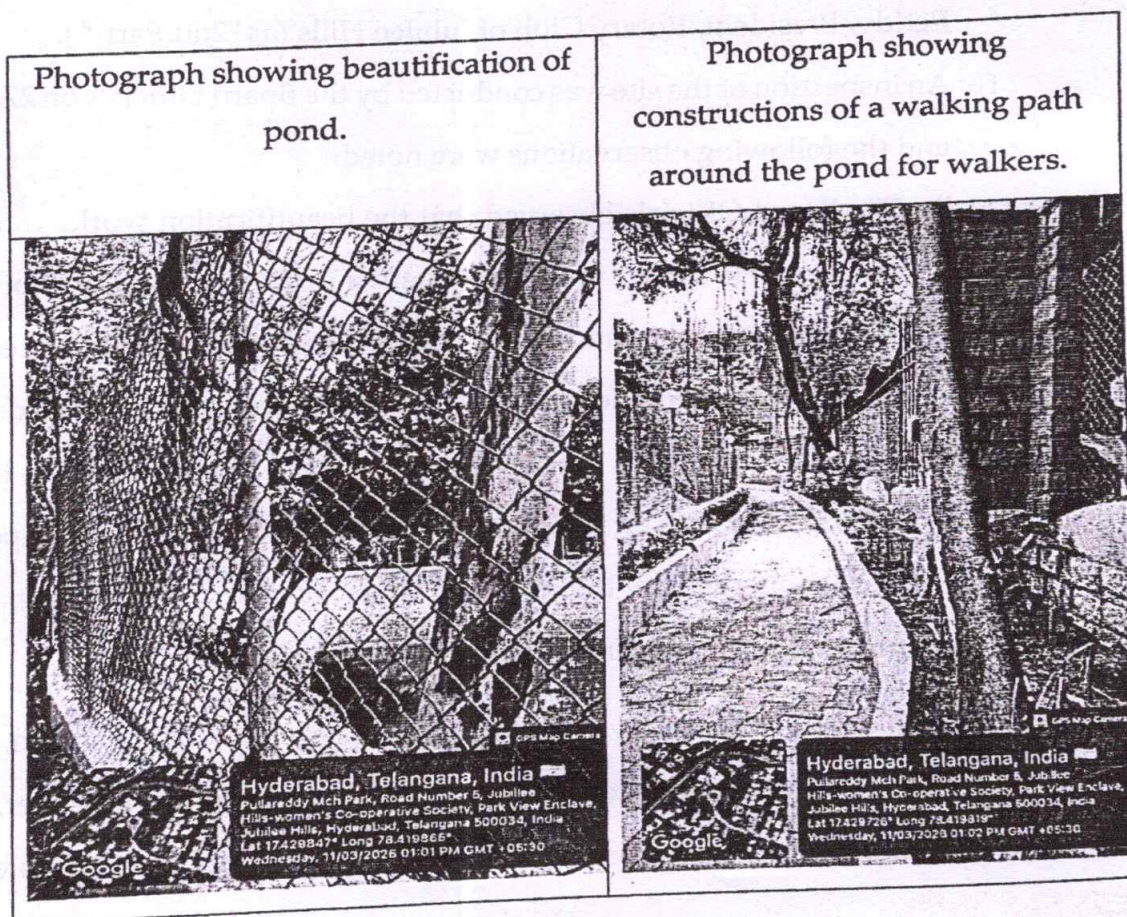 Photograph showing beautification of
pond.
Photograph showing
constructions of a walking path
around the pond for walkers.
GPS Map Camera
Hyderabad, Telangana, India
Pullareddy Mch Park, Road Number 5, Jubilee
Hills-women's Co-operative Society, Park View Enclave,
Jubilee Hills, Hyderabad, Telangana 500034, India
Lat 17.429847° Long 78.419865°
Wednesday, 11/03/2026 01:01 PM GMT +05:30
Google
GPS Map Camera
Hyderabad, Telangana, India
Pullareddy Mch Park, Road Number 5, Jubilee
Hills-women's Co-operative Society, Park View Enclave,
Jubilee Hills, Hyderabad, Telangana 500034, India
Lat 17.429726° Long 78.419819°
Wednesday, 11/03/2026 01:02 PM GMT +05:30
Google